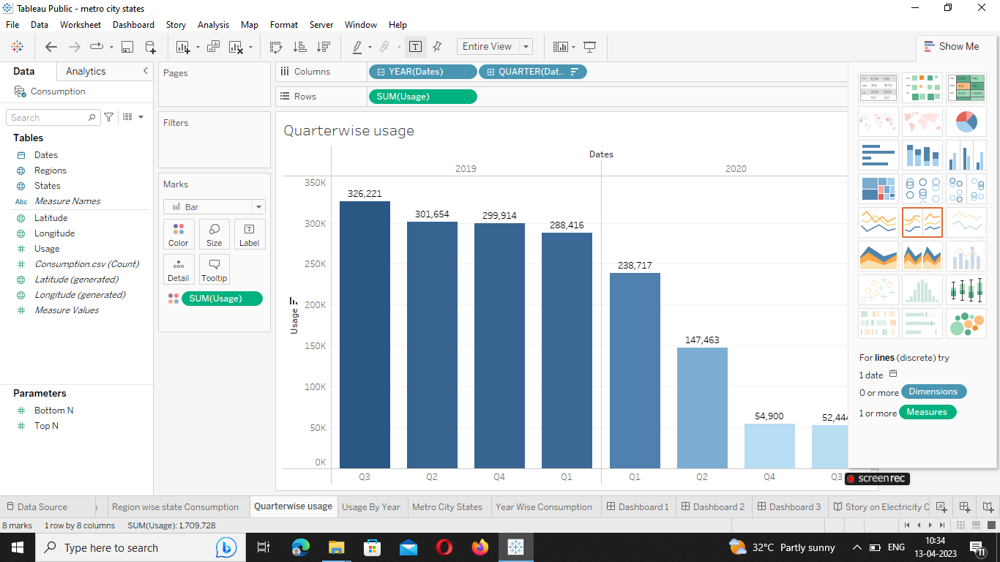 Tableau Public - metro city states
File Data Worksheet Dashboard Story Analysis Map Format Server Window Help
Entire View
Show Me
Data Analytics
Consumption
Search
Tables
Dates
Regions
States
Abc Measure Names
Latitude
Longitude
Usage
Consumption.csv (Count)
Latitude (generated)
Longitude (generated)
Measure Values
Parameters
Bottom N
Top N
Pages
Filters
Marks
Bar
Color Size Label
Detail Tooltip
SUM(Usage)
Columns YEAR(Dates) QUARTER(Dat..
Rows SUM(Usage)
Quarterwise usage
Dates
2019 2020
350K
300K
250K
200K
150K
100K
50K
0K
Usage
326,221
301,654
299,914
288,416
238,717
147,463
54,900
52,444
Q3 Q2 Q4 Q1 Q1 Q2 Q4 Q3
For lines (discrete) try
1 date
0 or more Dimensions
1 or more Measures
screenrec
Data Source Region wise state Consumption Quarterwise usage Usage By Year Metro City States Year Wise Consumption Dashboard 1 Dashboard 2 Dashboard 3 Story on Electricity C
8 marks 1 row by 8 columns SUM(Usage): 1,709,728
Type here to search
32°C Partly sunny
ENG
10:34
13-04-2023
11